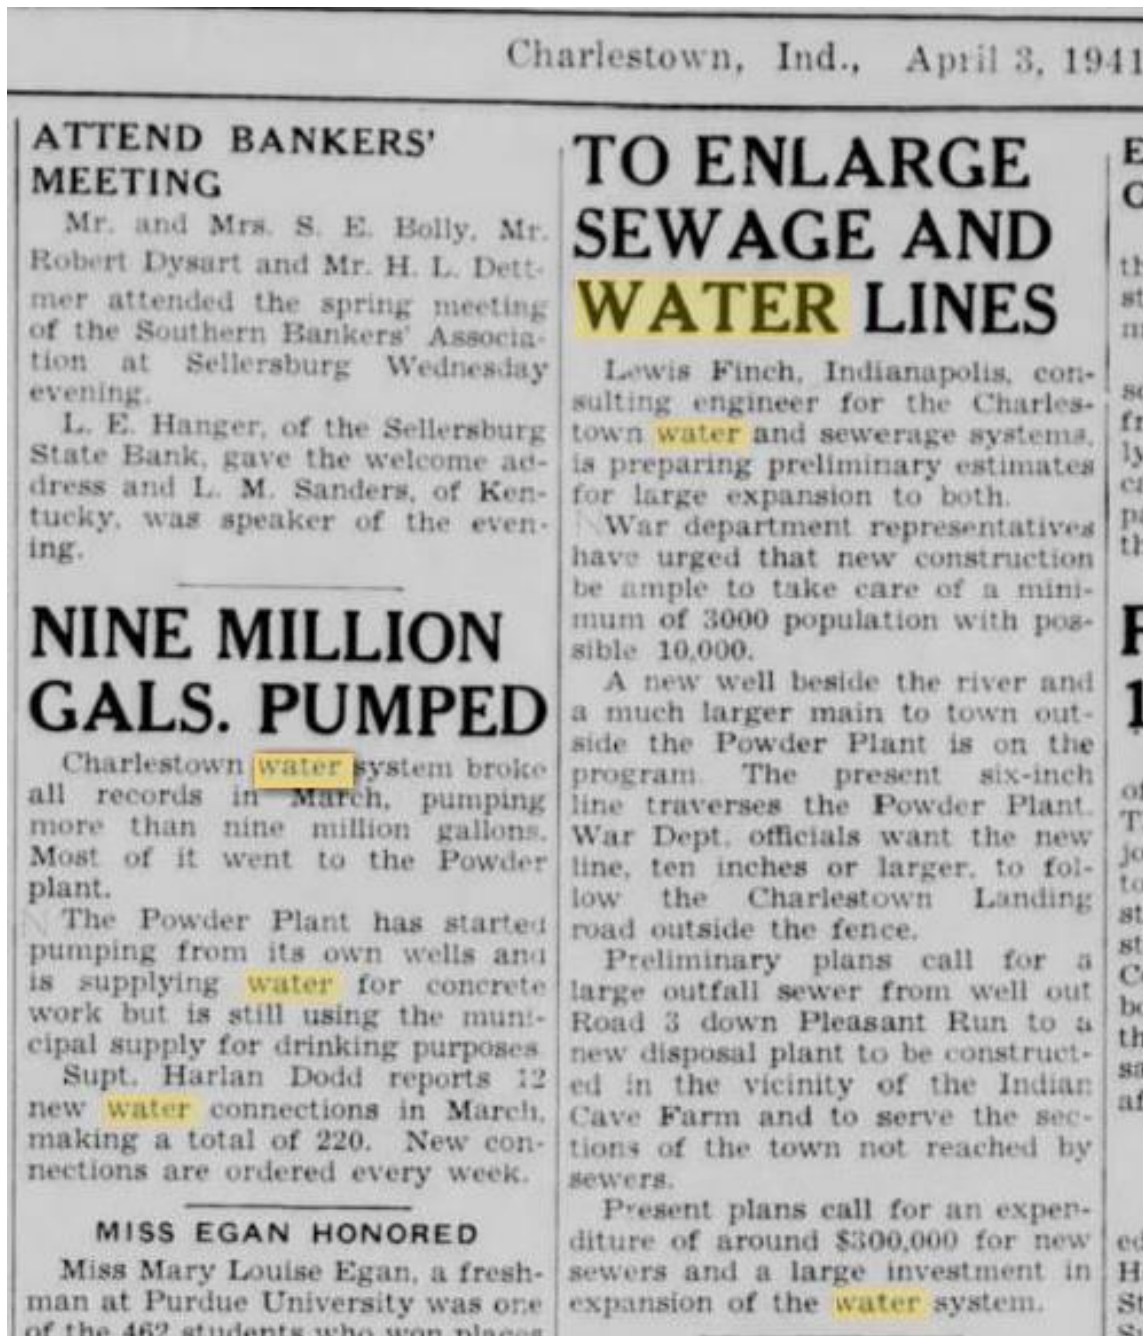 Charlestown, Ind., April 3, 1941
ATTEND BANKERS'
MEETING
Mr. and Mrs. S. E. Bolly, Mr.
Robert Dysart and Mr. H. L. Dett-
mer attended the spring meeting
of the Southern Bankers' Associa-
tion at Sellersburg Wednesday
evening.
L. E. Hanger, of the Sellersburg
State Bank, gave the welcome ad-
dress and L. M. Sanders, of Ken-
tucky, was speaker of the even-
ing.
NINE MILLION
GALS. PUMPED
Charlestown water system broke
all records in March, pumping
more than nine million gallons.
Most of it went to the Powder
plant.
The Powder Plant has started
pumping from its own wells and
is supplying water for concrete
work but is still using the muni-
cipal supply for drinking purposes
Supt. Harlan Dodd reports 12
new water connections in March,
making a total of 220. New con-
nections are ordered every week.
MISS EGAN HONORED
Miss Mary Louise Egan, a fresh-
man at Purdue University was one
of the 462 students who won places
TO ENLARGE
SEWAGE AND
WATER LINES
Lewis Finch, Indianapolis, con-
sulting engineer for the Charles-
town water and sewerage systems,
is preparing preliminary estimates
for large expansion to both.
War department representatives
have urged that new construction
be ample to take care of a mini-
mum of 3000 population with pos-
sible 10,000.
A new well beside the river and
a much larger main to town out-
side the Powder Plant is on the
program. The present six-inch
line traverses the Powder Plant.
War Dept. officials want the new
line, ten inches or larger, to fol-
low the Charlestown Landing
road outside the fence.
Preliminary plans call for a
large outfall sewer from well out
Road 3 down Pleasant Run to a
new disposal plant to be construct-
ed in the vicinity of the Indian
Cave Farm and to serve the sec-
tions of the town not reached by
sewers.
Present plans call for an expen-
diture of around $300,000 for new
sewers and a large investment in
expansion of the water system.